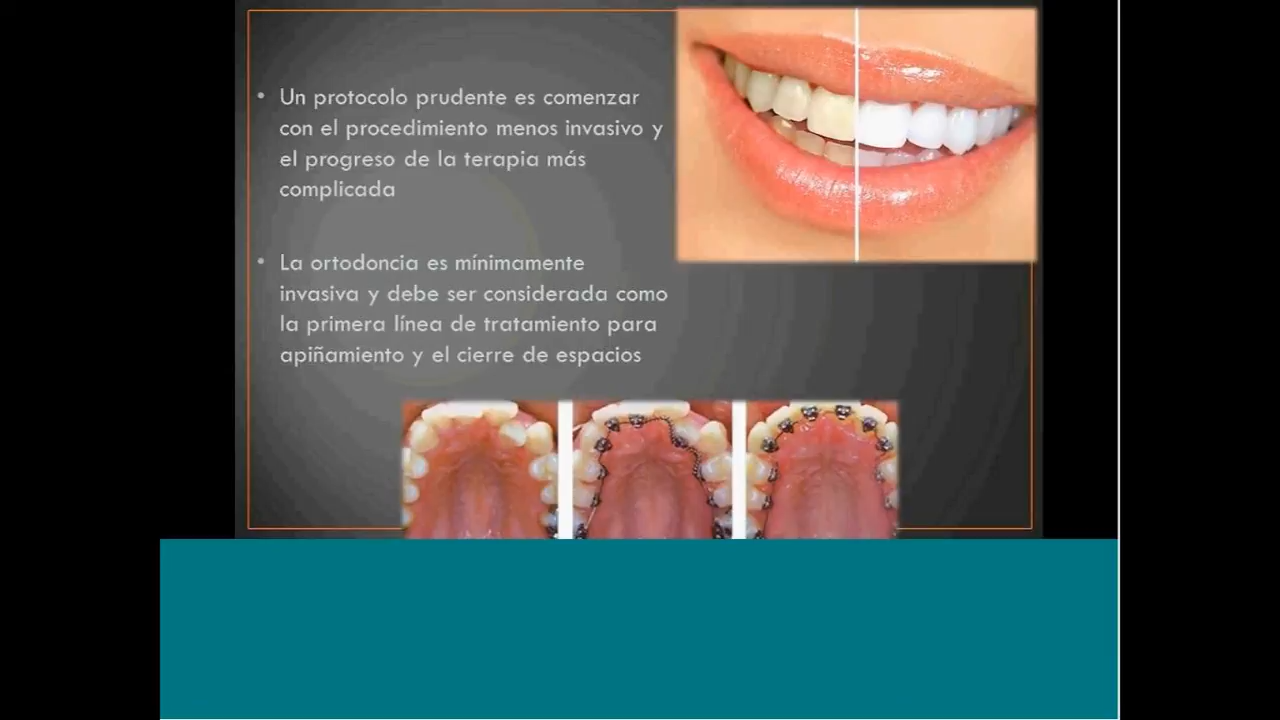 • Un protocolo prudente es comenzar
con el procedimiento menos invasivo y
el progreso de la terapia más
complicada
• La ortodoncia es mínimamente
invasiva y debe ser considerada como
la primera línea de tratamiento para
apiñamiento y el cierre de espacios